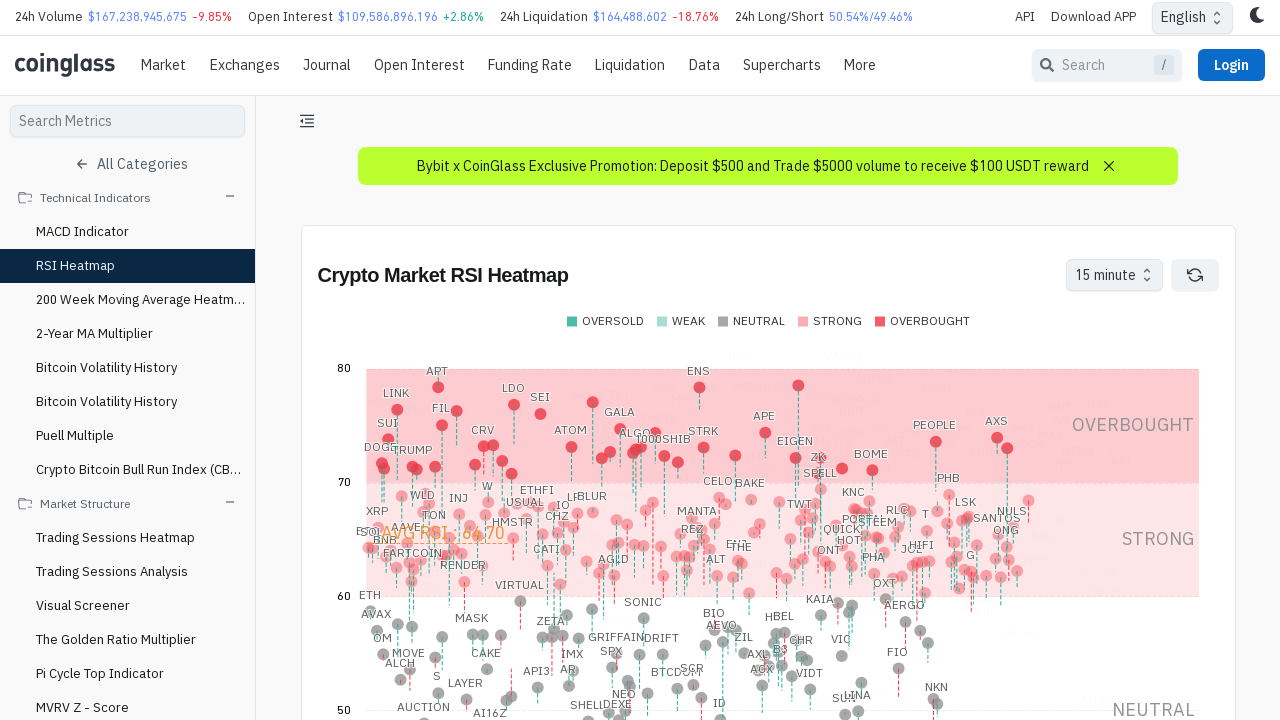 24h Volume $167,238,945,675 -9.85% Open Interest $109,586,896,196 +2.86% 24h Liquidation $164,488,602 -18.76% 24h Long/Short 50.54%/49.46% API Download APP English
coinglass Market Exchanges Journal Open Interest Funding Rate Liquidation Data Supercharts More Search / Login
Search Metrics
All Categories
Technical Indicators
MACD Indicator
RSI Heatmap
200 Week Moving Average Heatm...
2-Year MA Multiplier
Bitcoin Volatility History
Bitcoin Volatility History
Puell Multiple
Crypto Bitcoin Bull Run Index (CB...
Market Structure
Trading Sessions Heatmap
Trading Sessions Analysis
Visual Screener
The Golden Ratio Multiplier
Pi Cycle Top Indicator
MVRV Z - Score
Bybit x CoinGlass Exclusive Promotion: Deposit $500 and Trade $5000 volume to receive $100 USDT reward
Crypto Market RSI Heatmap
15 minute
OVERSOLD WEAK NEUTRAL STRONG OVERBOUGHT
80
APT ENS
LINK LDO SEI
SUI FIL GALA APE
CRV ATOM ALGO STRK PEOPLE AXS
OVERBOUGHT
DOGE TRUMP 1000SHIB EIGEN BOME
ZK
SPELL
70
W CELO BAKE PHB
WLD INJ ETHFI BLUR KNC
XRP TON USUAL IO MANTA TWT RLC LSK NULS
SOL AAVE HMSTR CHZ REZ PORTE STEEM T SANTOS
AVG RSI : 64.70
BNB QUICK HOT ONG
STRONG
FARTCOIN CATI AGLD THE ONT JOE HIFI
RENDER ALT PHA G
VIRTUAL OXT
60
ETH SONIC KAIA AERGO
AVAX MASK ZETA BIO BEL
OM GRIFFAIN DRIFT AEVO ZIL CHR VIC
MOVE CAKE IMX SPX AXL B3 FIO
ALCH API3 AR BTCDOM SCR ACX VIDT
S LAYER NEO NKN
AUCTION AI16Z SHELL DEXE ID SUN LINA
50
NEUTRAL